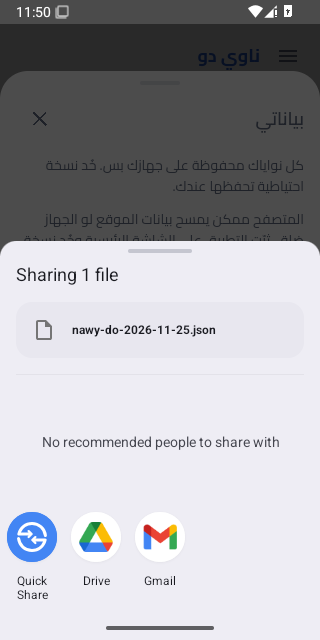 11:50
ناوي دو
بياناتي
كل نواياك محفوظة على جهازك بس. خُد نسخة
احتياطية تحفظها عندك.
المتصفح ممكن يمسح بيانات الموقع لو الجهاز
Sharing 1 file
nawy-do-2026-11-25.json
No recommended people to share with
Quick
Share
Drive
Gmail